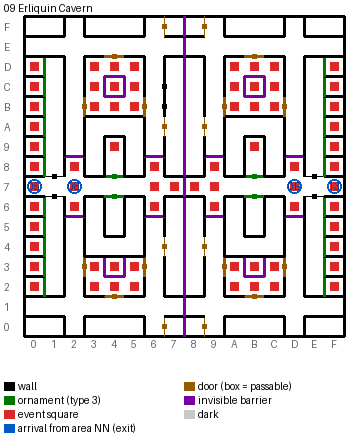 09 Erliquin Cavern
F
E
D
C
B
A
9
8
7
6
5
4
3
2
1
0
0 1 2 3 4 5 6 7 8 9 A B C D E F
wall
ornament (type 3)
event square
arrival from area NN (exit)
door (box = passable)
invisible barrier
dark